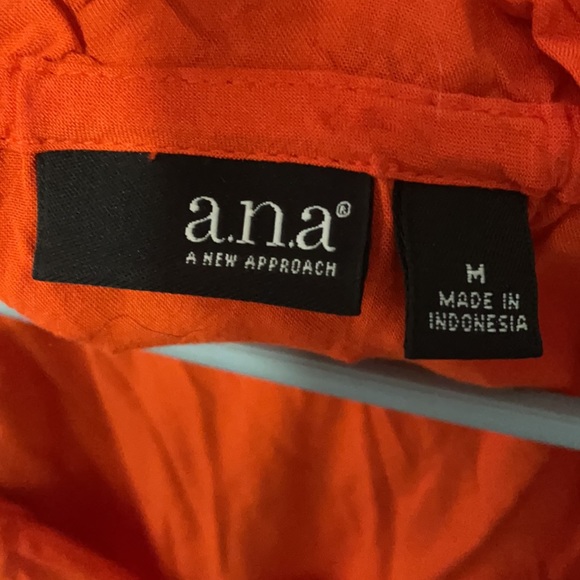 a.n.a®
A NEW APPROACH
M
MADE IN
INDONESIA